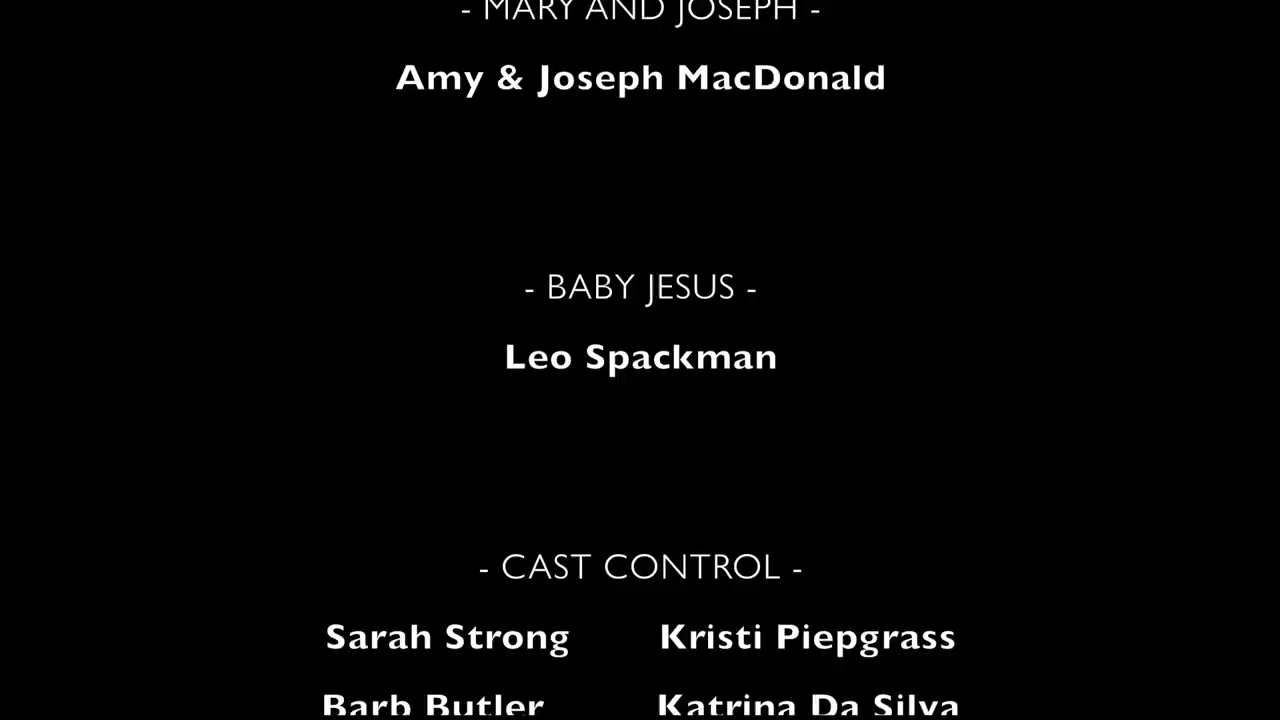 - MARY AND JOSEPH -
Amy & Joseph MacDonald
- BABY JESUS -
Leo Spackman
- CAST CONTROL -
Sarah Strong Kristi Piepgrass
Barb Butler Katrina Da Silva